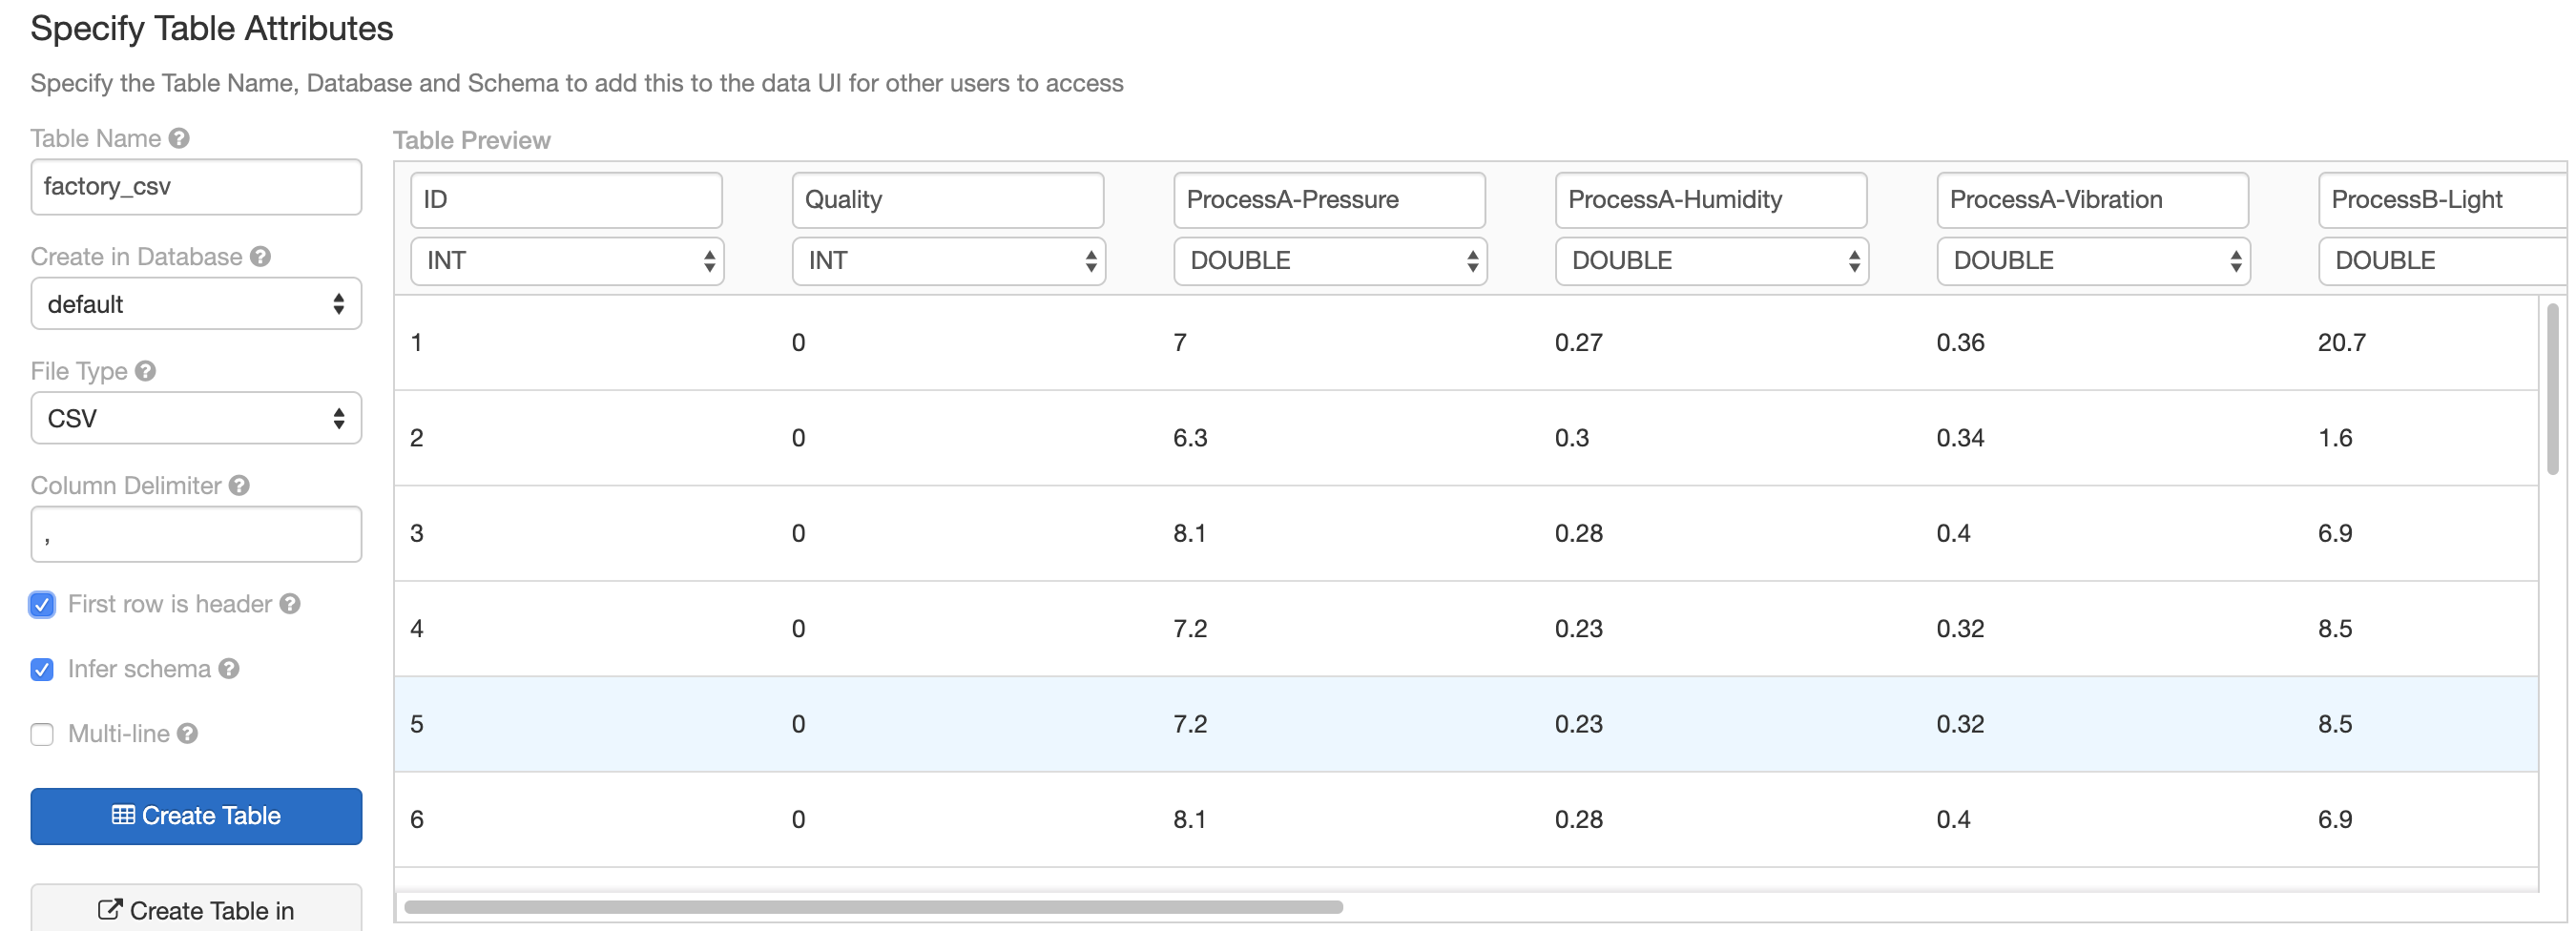 Specify Table Attributes
Specify the Table Name, Database and Schema to add this to the data UI for other users to access
Table Name
factory_csv
Create in Database
default
File Type
CSV
Column Delimiter
,
First row is header
Infer schema
Multi-line
Create Table
Create Table in
Table Preview
ID Quality ProcessA-Pressure ProcessA-Humidity ProcessA-Vibration ProcessB-Light
INT INT DOUBLE DOUBLE DOUBLE DOUBLE
1 0 7 0.27 0.36 20.7
2 0 6.3 0.3 0.34 1.6
3 0 8.1 0.28 0.4 6.9
4 0 7.2 0.23 0.32 8.5
5 0 7.2 0.23 0.32 8.5
6 0 8.1 0.28 0.4 6.9